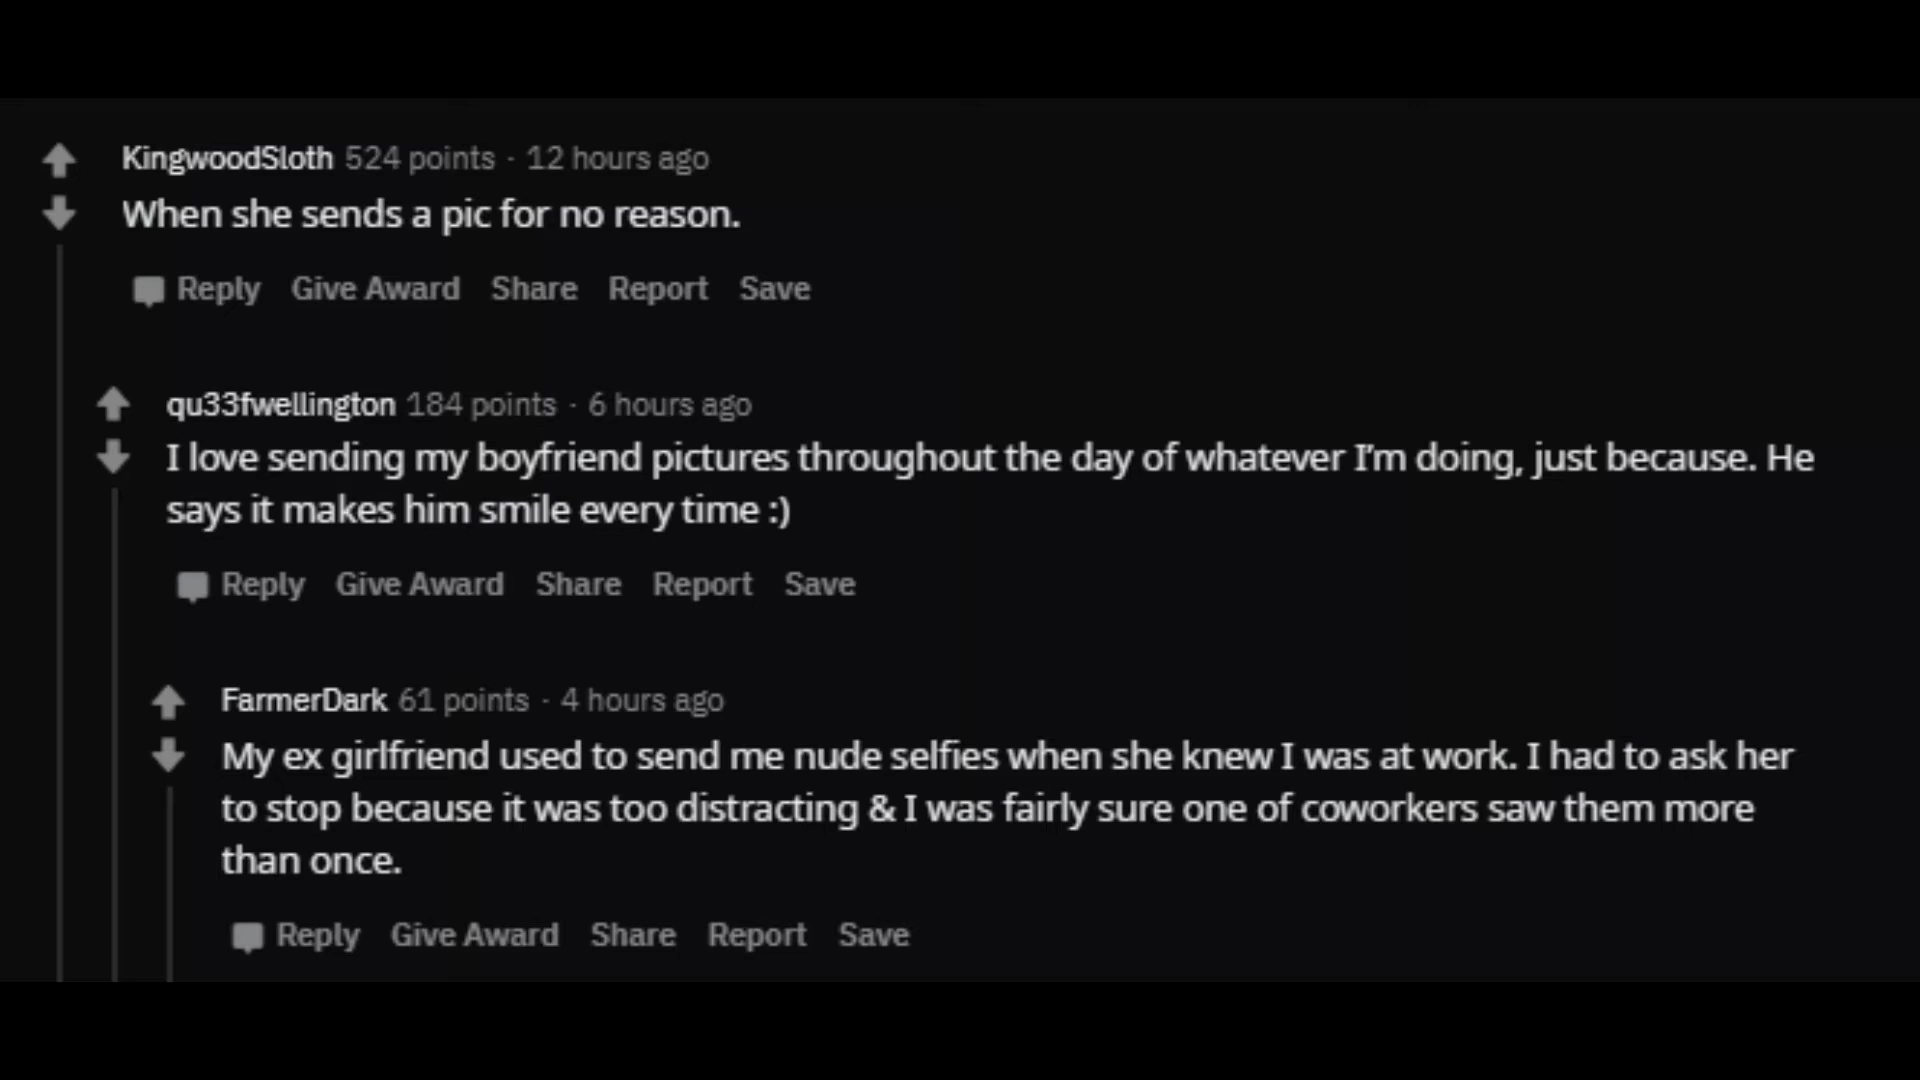 KingwoodSloth 524 points · 12 hours ago
When she sends a pic for no reason.
Reply Give Award Share Report Save
qu33fwellington 184 points · 6 hours ago
I love sending my boyfriend pictures throughout the day of whatever I'm doing, just because. He
says it makes him smile every time :)
Reply Give Award Share Report Save
FarmerDark 61 points · 4 hours ago
My ex girlfriend used to send me nude selfies when she knew I was at work. I had to ask her
to stop because it was too distracting & I was fairly sure one of coworkers saw them more
than once.
Reply Give Award Share Report Save